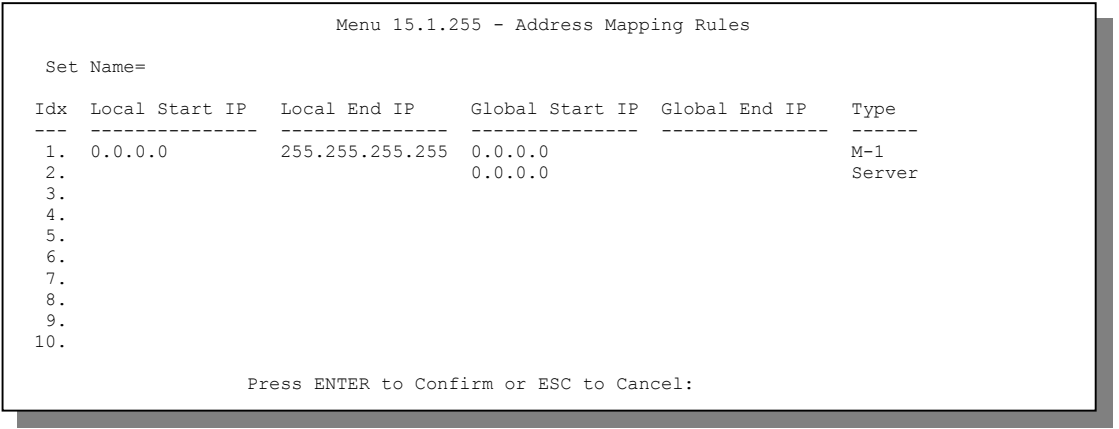 Menu 15.1.255 - Address Mapping Rules
Set Name=
Idx  Local Start IP   Local End IP     Global Start IP  Global End IP    Type
---  ---------------  ---------------  ---------------  ---------------  ------
1.  0.0.0.0          255.255.255.255  0.0.0.0                           M-1
2.                                    0.0.0.0                           Server
3.
4.
5.
6.
7.
8.
9.
10.
Press ENTER to Confirm or ESC to Cancel: